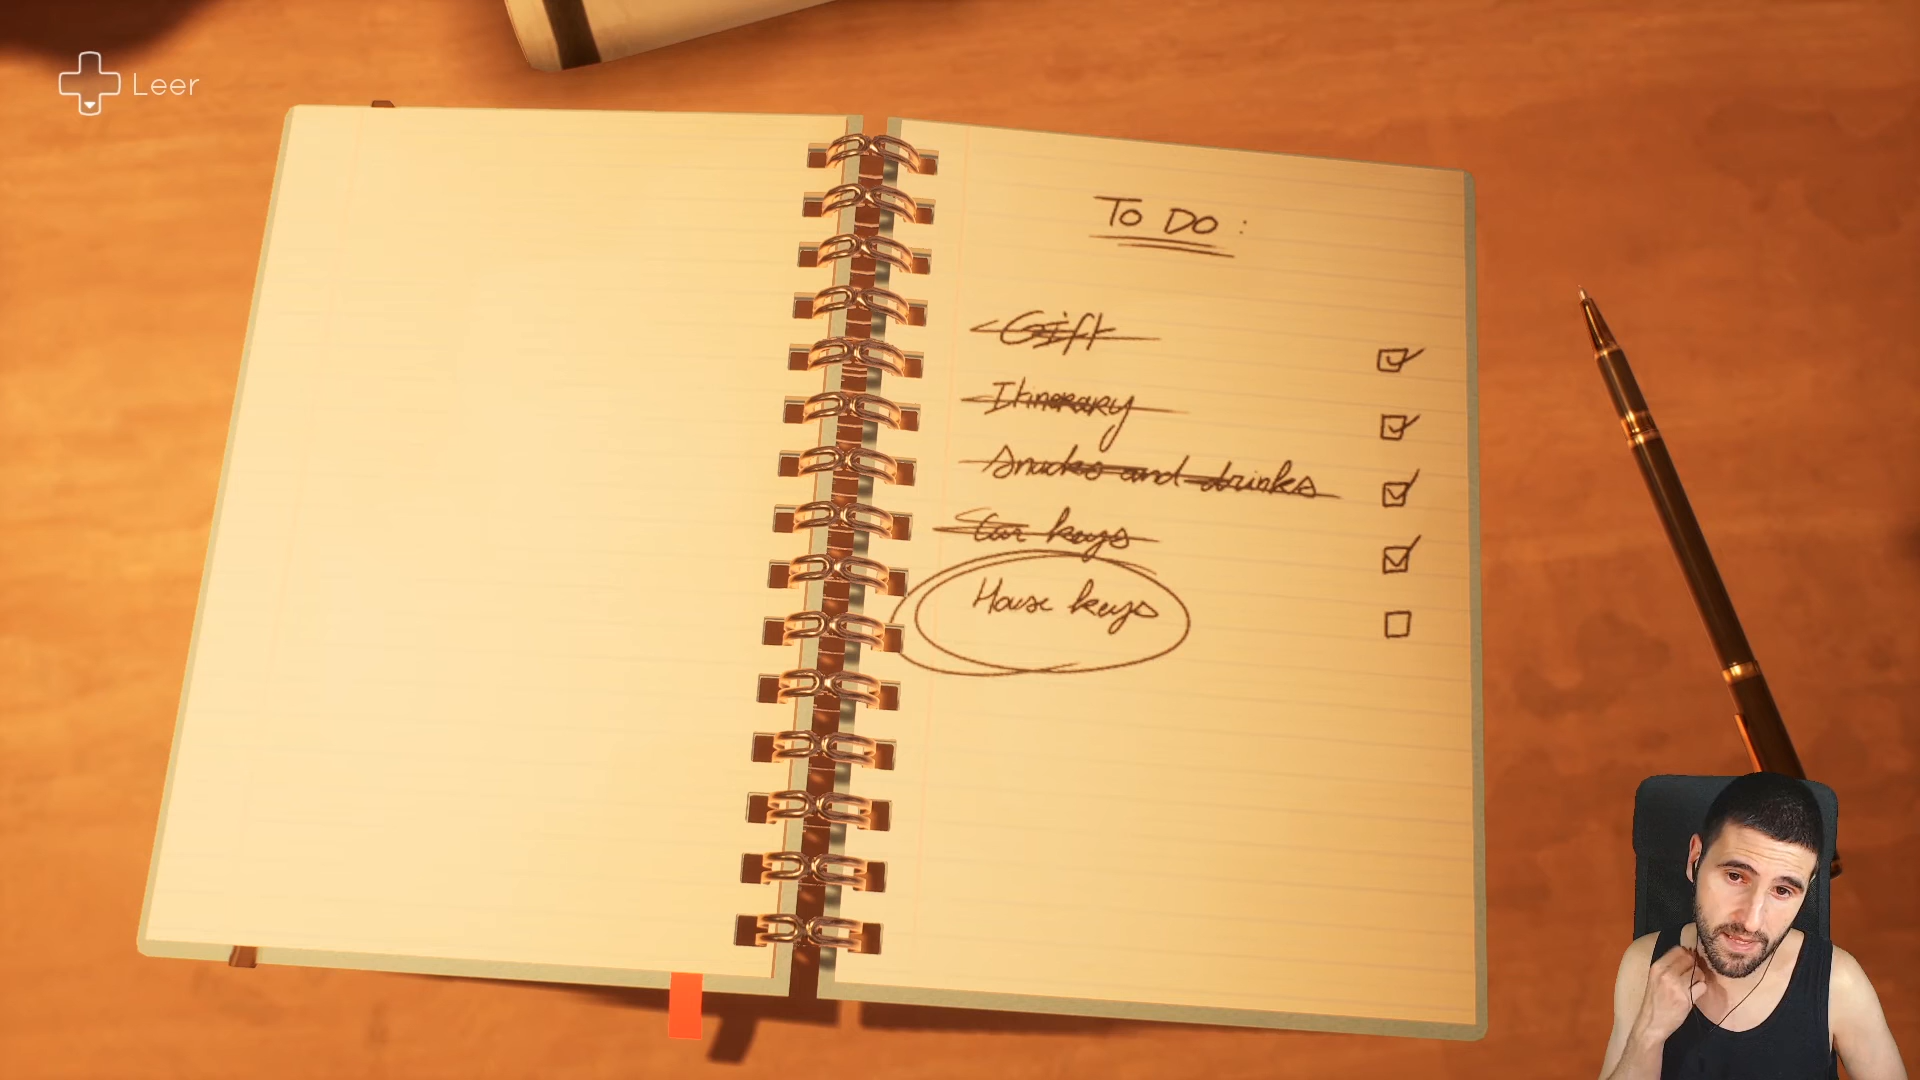 Leer
To Do :
Gift
Itinerary
Snacks and drinks
Car keys
House keys